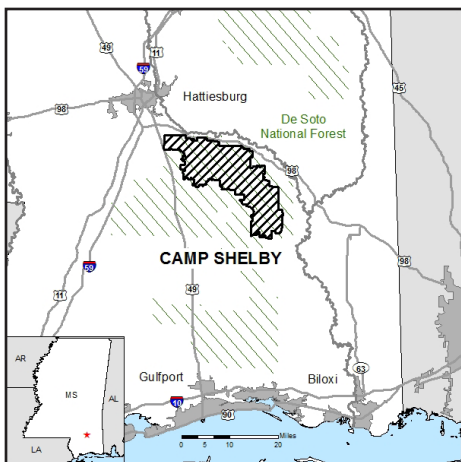 49
11
59
98
Hattiesburg
45
De Soto
National Forest
98
CAMP SHELBY
59
98
49
11
AR
MS
AL
LA
Gulfport
Biloxi
63
10
90
0 5 10 20
Miles